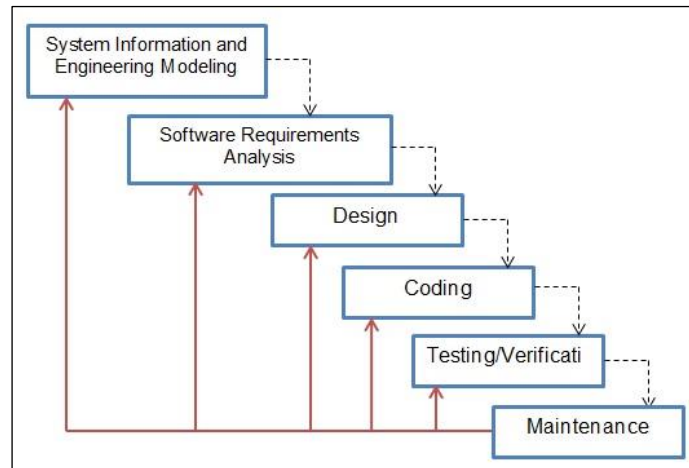 System Information and
Engineering Modeling
Software Requirements
Analysis
Design
Coding
Testing/Verificati
Maintenance